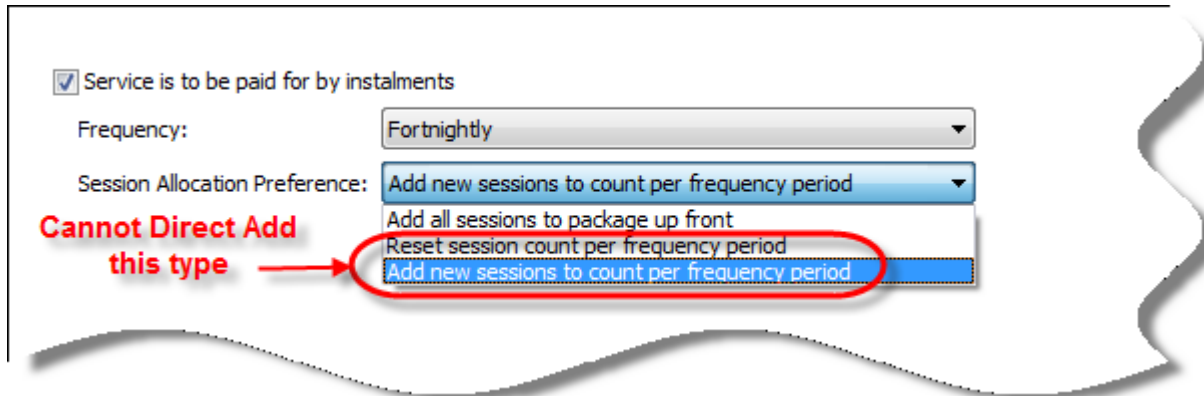 Service is to be paid for by instalments
Frequency:
Fortnightly
Session Allocation Preference:
Add new sessions to count per frequency period
Add all sessions to package up front
Cannot Direct Add
this type
Reset session count per frequency period
Add new sessions to count per frequency period